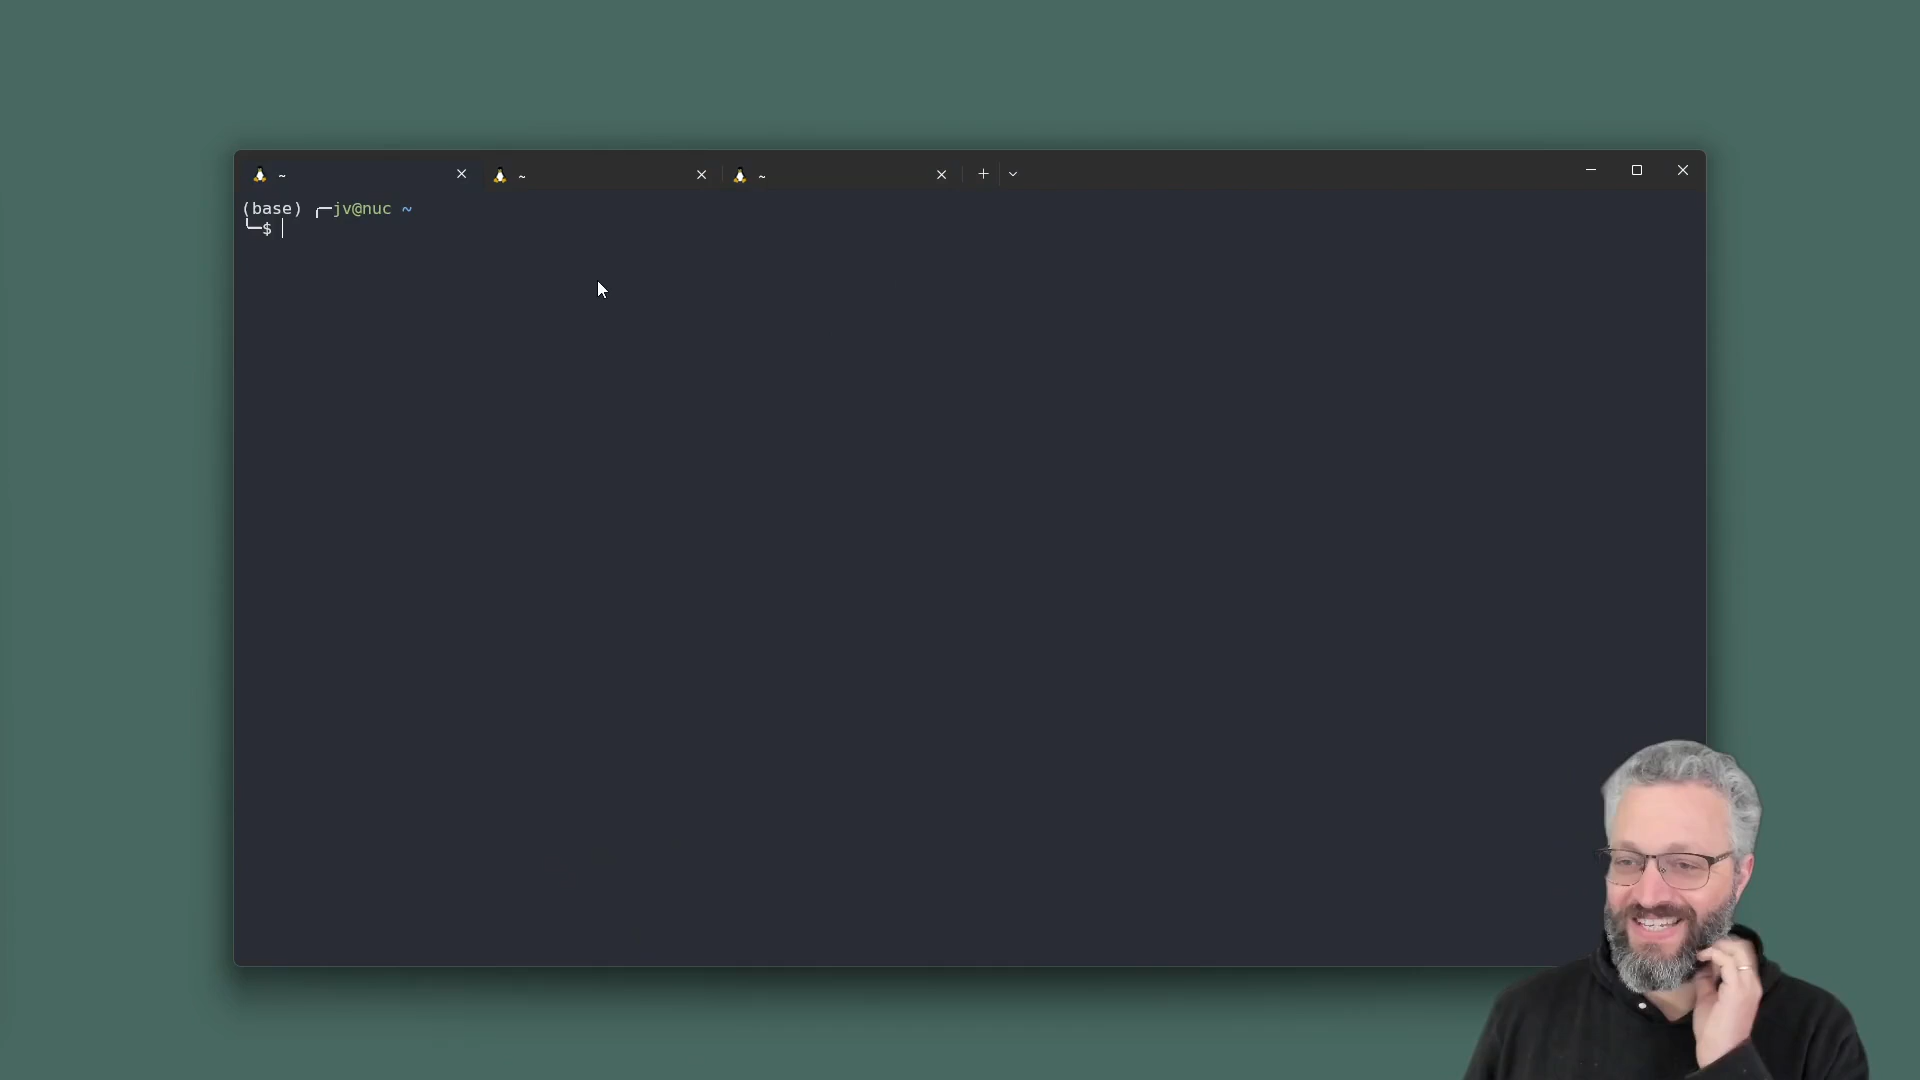 ~ ~ ~
(base) ╭─jv@nuc ~
╰─$